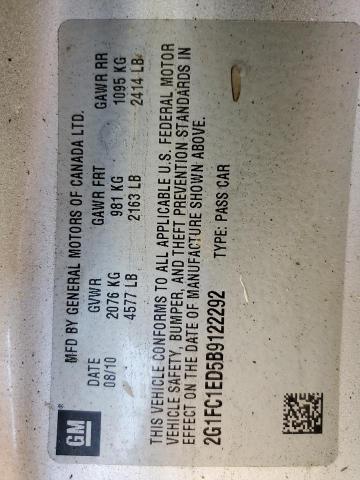 GM®
MFD BY GENERAL MOTORS OF CANADA LTD.
DATE GVWR GAWR FRT GAWR RR
08/10 2076 KG 981 KG 1095 KG
4577 LB 2163 LB 2414 LB
THIS VEHICLE CONFORMS TO ALL APPLICABLE U.S. FEDERAL MOTOR
VEHICLE SAFETY, BUMPER, AND THEFT PREVENTION STANDARDS IN
EFFECT ON THE DATE OF MANUFACTURE SHOWN ABOVE.
2G1FC1ED5B9122292 TYPE: PASS CAR